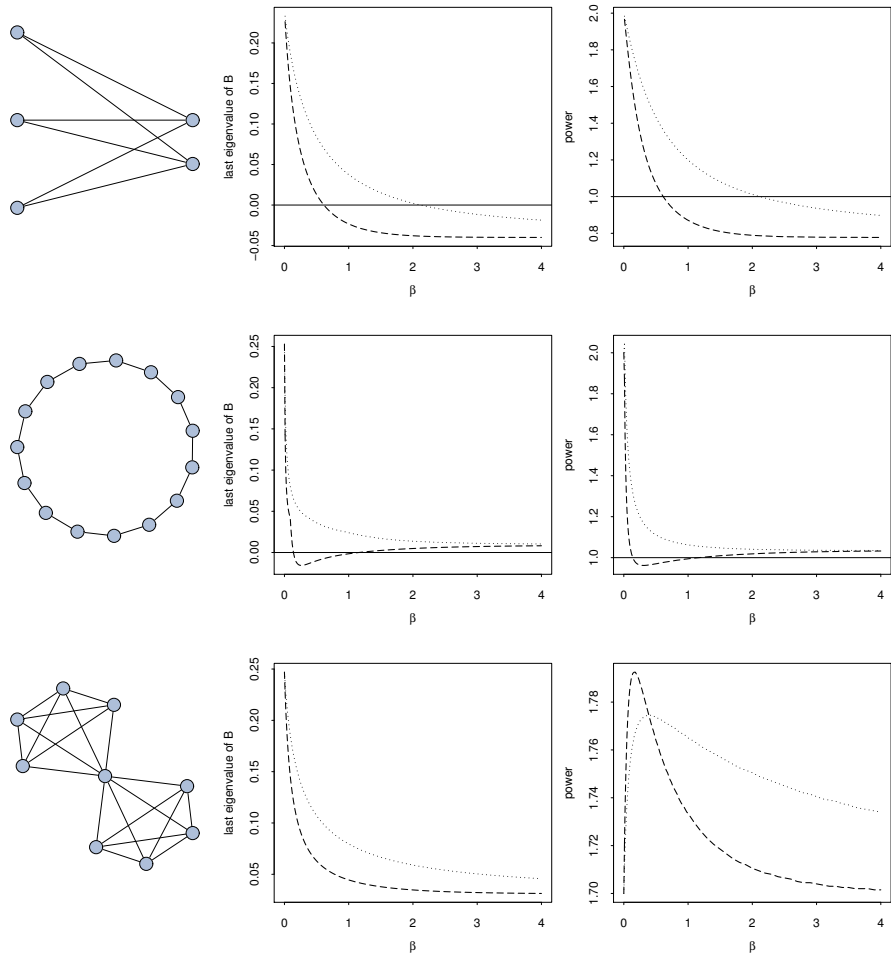 last eigenvalue of B
−0.05 0.00 0.05 0.10 0.15 0.20
0 1 2 3 4
β
power
0.8 1.0 1.2 1.4 1.6 1.8 2.0
0 1 2 3 4
β
last eigenvalue of B
0.00 0.05 0.10 0.15 0.20 0.25
0 1 2 3 4
β
power
1.0 1.2 1.4 1.6 1.8 2.0
0 1 2 3 4
β
last eigenvalue of B
0.05 0.10 0.15 0.20 0.25
0 1 2 3 4
β
power
1.70 1.72 1.74 1.76 1.78
0 1 2 3 4
β